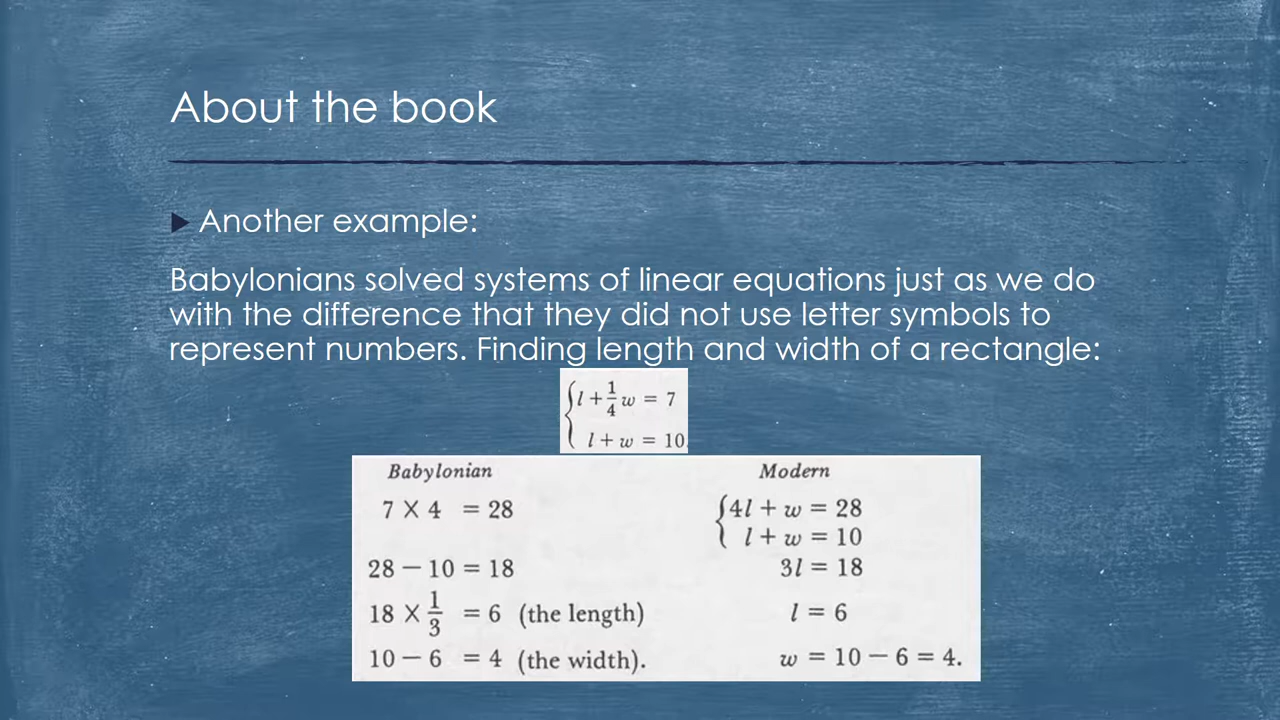 About the book
Another example:
Babylonians solved systems of linear equations just as we do
with the difference that they did not use letter symbols to
represent numbers. Finding length and width of a rectangle:
l + 1/4 w = 7
l + w = 10
Babylonian Modern
7 × 4 = 28 4l + w = 28
l + w = 10
28 − 10 = 18 3l = 18
18 × 1/3 = 6 (the length) l = 6
10 − 6 = 4 (the width). w = 10 − 6 = 4.